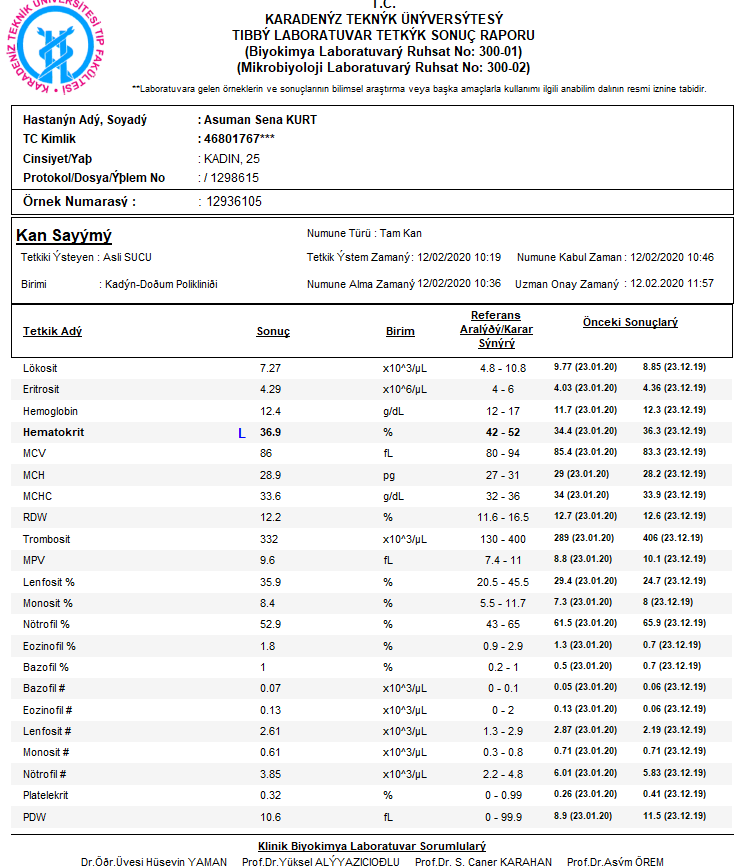 KARADENİZ TEKNİK ÜNİVERSİTESİ TIP FAKÜLTESİ
T.C.
KARADENÝZ TEKNÝK ÜNÝVERSÝTESÝ
TIBBÝ LABORATUVAR TETKÝK SONUÇ RAPORU
(Biyokimya Laboratuvarý Ruhsat No: 300-01)
(Mikrobiyoloji Laboratuvarý Ruhsat No: 300-02)
**Laboratuvara gelen örneklerin ve sonuçlarının bilimsel araştırma veya başka amaçlarla kullanımı ilgili anabilim dalının resmi iznine tabidir.
Hastanýn Adý, Soyadý : Asuman Sena KURT
TC Kimlik : 46801767***
Cinsiyet/Yaþ : KADIN, 25
Protokol/Dosya/Ýþlem No : / 1298615
Örnek Numarasý : : 12936105
Kan Sayýmý Numune Türü : Tam Kan
Tetkiki Ýsteyen : Asli SUCU Tetkik Ýstem Zamaný: 12/02/2020 10:19 Numune Kabul Zaman : 12/02/2020 10:46
Birimi : Kadýn-Doðum Polikliniði Numune Alma Zamaný 12/02/2020 10:36 Uzman Onay Zamaný : 12.02.2020 11:57
Tetkik Adý Sonuç Birim Referans Aralýðý/Karar Sýnýrý Önceki Sonuçlarý
Lökosit 7.27 x10^3/µL 4.8 - 10.8 9.77 (23.01.20) 8.85 (23.12.19)
Eritrosit 4.29 x10^6/µL 4 - 6 4.03 (23.01.20) 4.36 (23.12.19)
Hemoglobin 12.4 g/dL 12 - 17 11.7 (23.01.20) 12.3 (23.12.19)
Hematokrit L 36.9 % 42 - 52 34.4 (23.01.20) 36.3 (23.12.19)
MCV 86 fL 80 - 94 85.4 (23.01.20) 83.3 (23.12.19)
MCH 28.9 pg 27 - 31 29 (23.01.20) 28.2 (23.12.19)
MCHC 33.6 g/dL 32 - 36 34 (23.01.20) 33.9 (23.12.19)
RDW 12.2 % 11.6 - 16.5 12.7 (23.01.20) 12.6 (23.12.19)
Trombosit 332 x10^3/µL 130 - 400 289 (23.01.20) 406 (23.12.19)
MPV 9.6 fL 7.4 - 11 8.8 (23.01.20) 10.1 (23.12.19)
Lenfosit % 35.9 % 20.5 - 45.5 29.4 (23.01.20) 24.7 (23.12.19)
Monosit % 8.4 % 5.5 - 11.7 7.3 (23.01.20) 8 (23.12.19)
Nötrofil % 52.9 % 43 - 65 61.5 (23.01.20) 65.9 (23.12.19)
Eozinofil % 1.8 % 0.9 - 2.9 1.3 (23.01.20) 0.7 (23.12.19)
Bazofil % 1 % 0.2 - 1 0.5 (23.01.20) 0.7 (23.12.19)
Bazofil # 0.07 x10^3/µL 0 - 0.1 0.05 (23.01.20) 0.06 (23.12.19)
Eozinofil # 0.13 x10^3/µL 0 - 2 0.13 (23.01.20) 0.06 (23.12.19)
Lenfosit # 2.61 x10^3/µL 1.3 - 2.9 2.87 (23.01.20) 2.19 (23.12.19)
Monosit # 0.61 x10^3/µL 0.3 - 0.8 0.71 (23.01.20) 0.71 (23.12.19)
Nötrofil # 3.85 x10^3/µL 2.2 - 4.8 6.01 (23.01.20) 5.83 (23.12.19)
Platelekrit 0.32 % 0 - 0.99 0.26 (23.01.20) 0.41 (23.12.19)
PDW 10.6 fL 0 - 99.9 8.9 (23.01.20) 11.5 (23.12.19)
Klinik Biyokimya Laboratuvar Sorumlularý
Dr.Öðr.Üyesi Hüseyin YAMAN Prof.Dr.Yüksel ALÝYAZICIOÐLU Prof.Dr. S. Caner KARAHAN Prof.Dr.Asým ÖREM